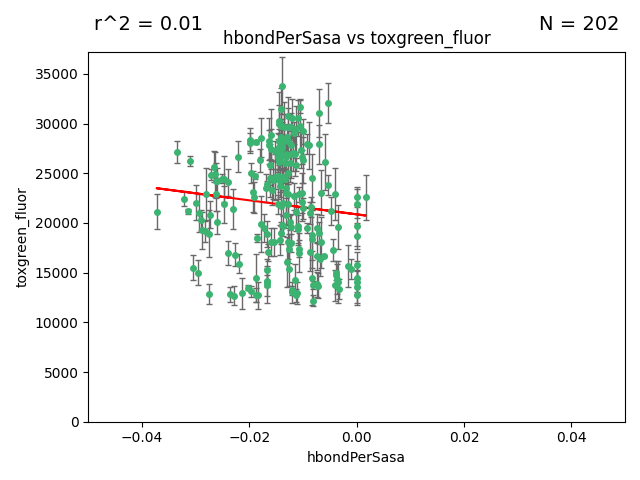 r^2 = 0.01
N = 202
hbondPerSasa vs toxgreen_fluor
35000
30000
25000
20000
15000
10000
5000
0
toxgreen_fluor
−0.04
−0.02
0.00
0.02
0.04
hbondPerSasa